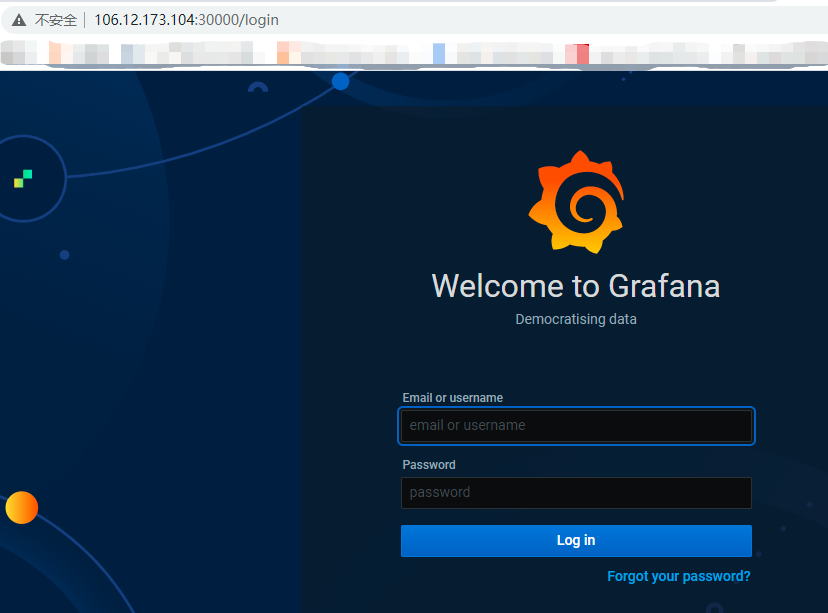 不安全 | 106.12.173.104:30000/login
Welcome to Grafana
Democratising data
Email or username
email or username
Password
password
Log in
Forgot your password?